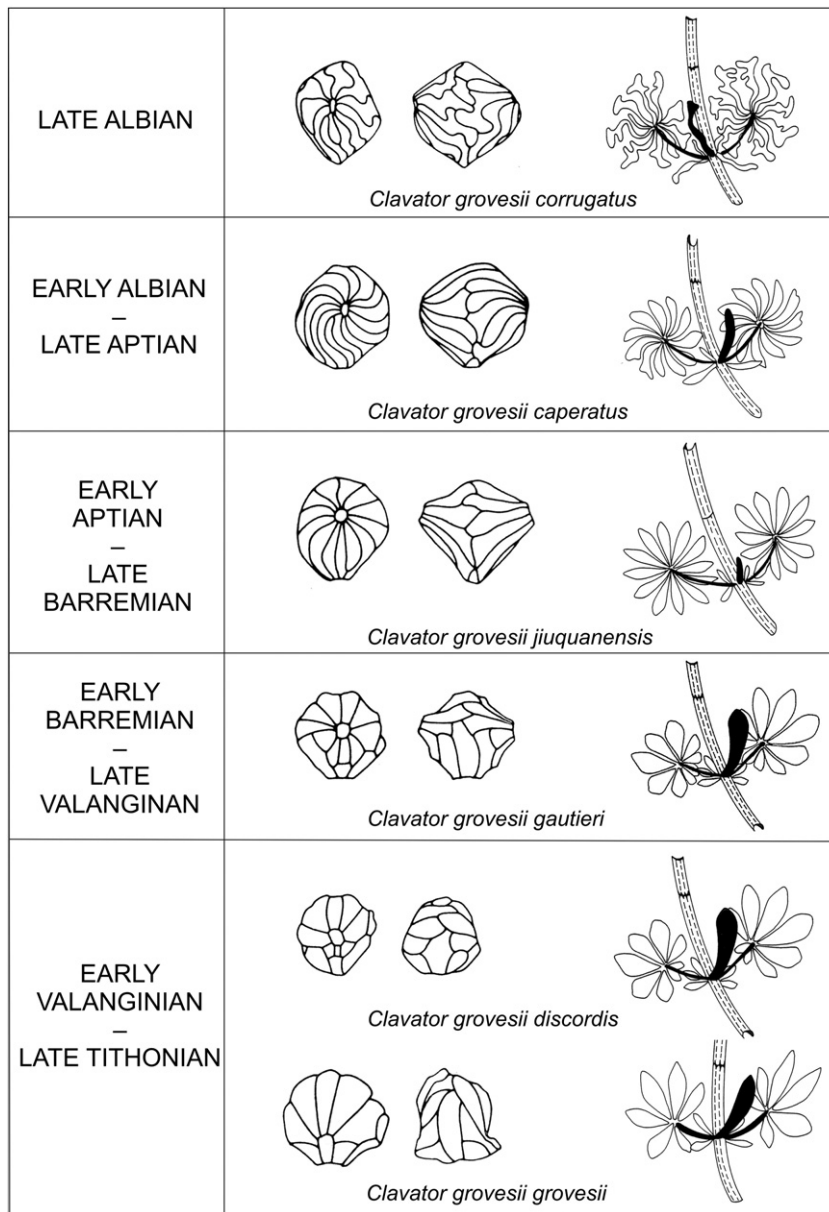 LATE ALBIAN
Clavator grovesii corrugatus
EARLY ALBIAN
–
LATE APTIAN
Clavator grovesii caperatus
EARLY
APTIAN
–
LATE
BARREMIAN
Clavator grovesii jiuquanensis
EARLY
BARREMIAN
–
LATE
VALANGINAN
Clavator grovesii gautieri
EARLY
VALANGINIAN
–
LATE TITHONIAN
Clavator grovesii discordis
Clavator grovesii grovesii